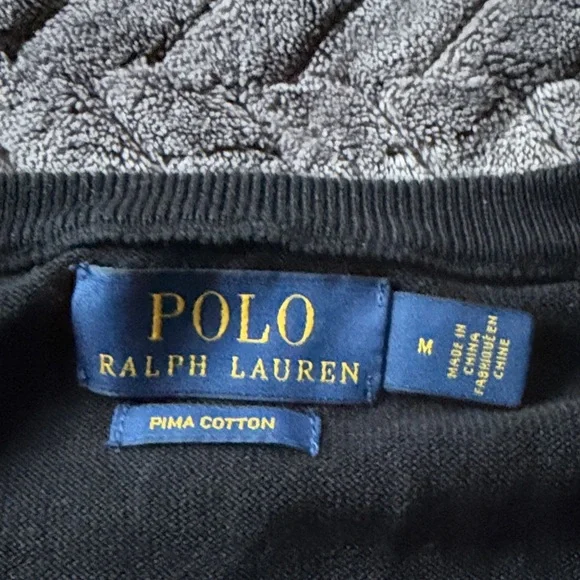 POLO
RALPH LAUREN
PIMA COTTON
M
MADE IN
CHINA
FABRIQUÉ EN
CHINE